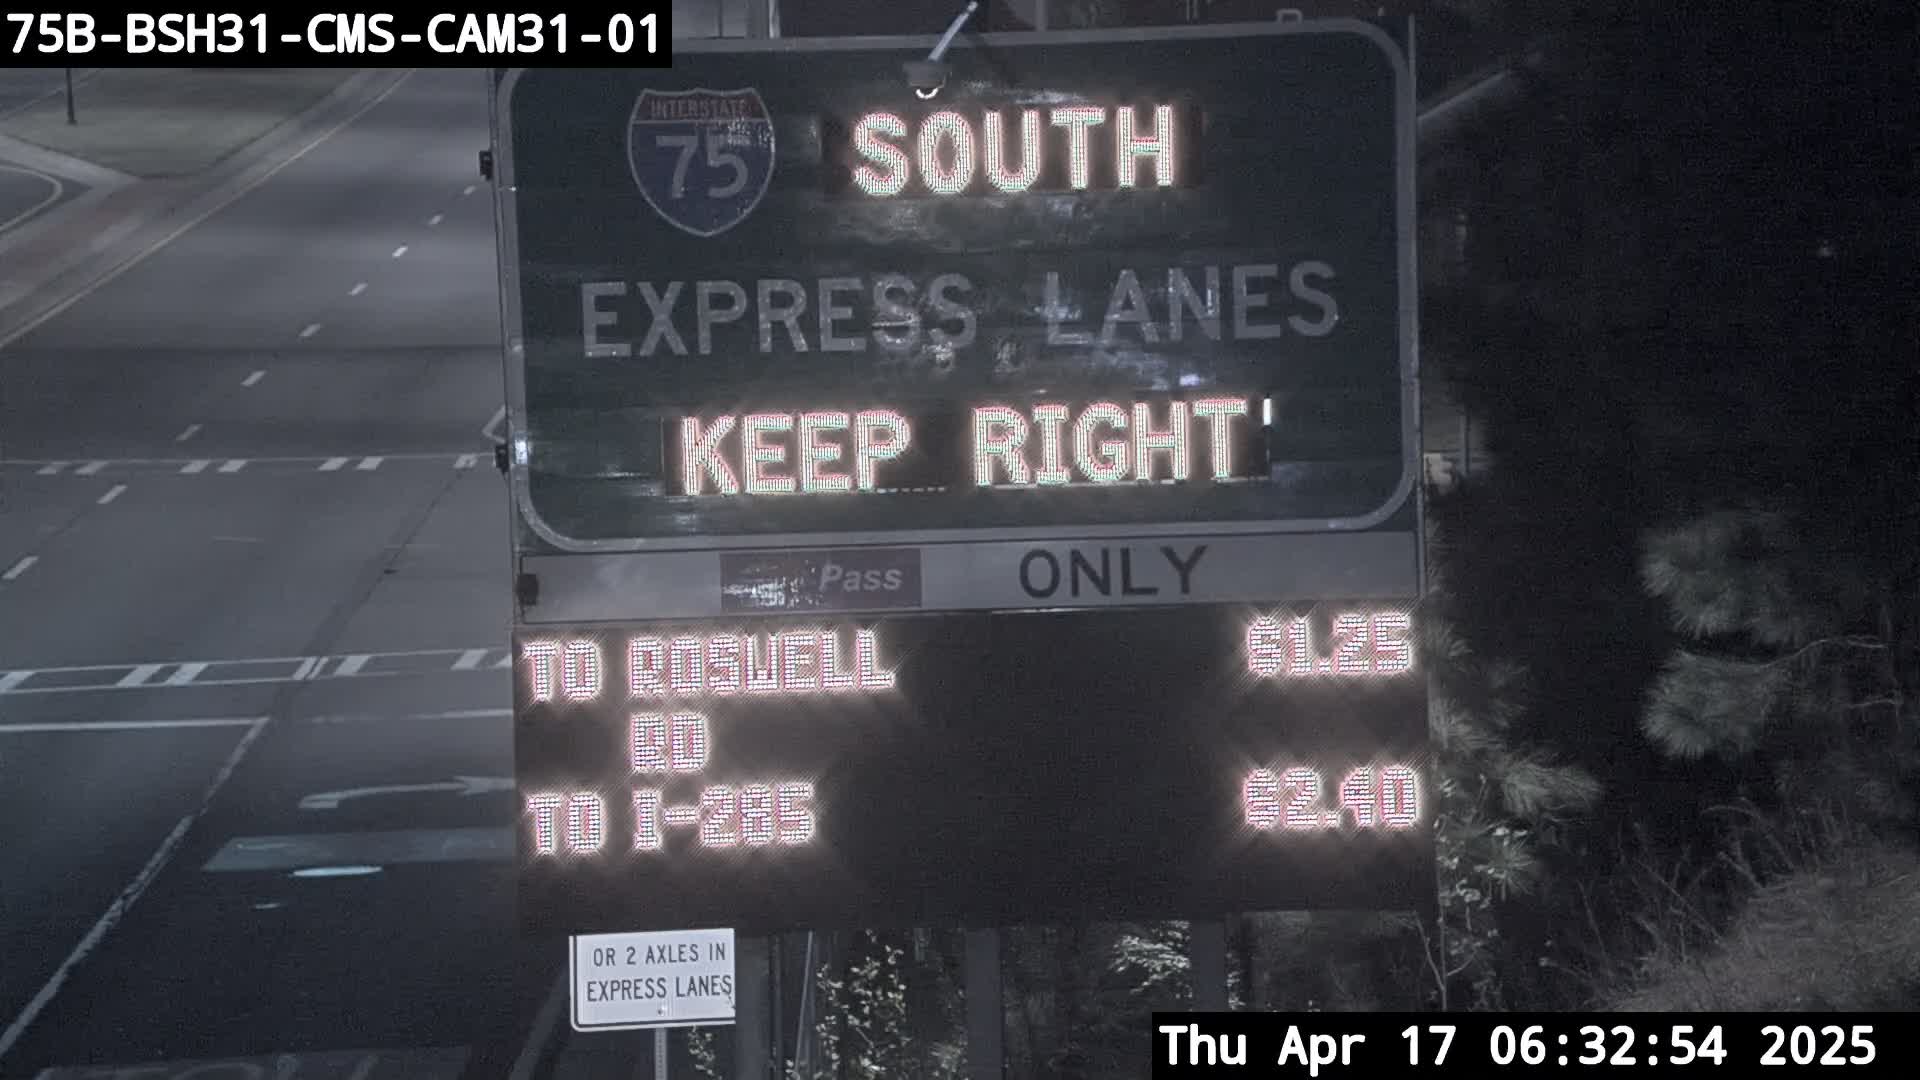 75B-BSH31-CMS-CAM31-01
INTERSTATE
75
SOUTH
EXPRESS LANES
KEEP RIGHT
Pass ONLY
TO ROSWELL $1.25
RD
TO I-285 $2.40
OR 2 AXLES IN
EXPRESS LANES
Thu Apr 17 06:32:54 2025